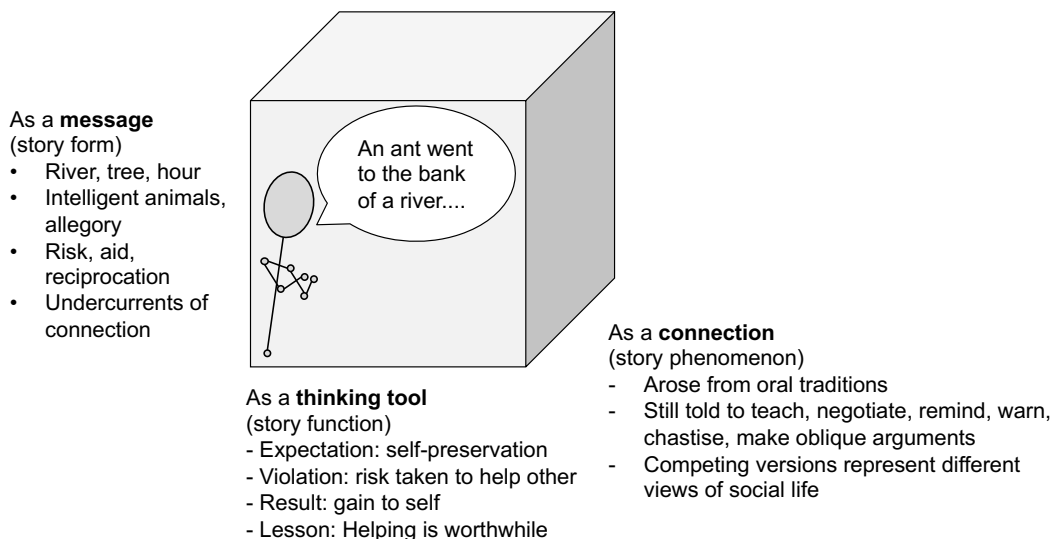 As a message
(story form)
• River, tree, hour
• Intelligent animals,
allegory
• Risk, aid,
reciprocation
• Undercurrents of
connection
An ant went
to the bank
of a river....
As a thinking tool
(story function)
- Expectation: self-preservation
- Violation: risk taken to help other
- Result: gain to self
- Lesson: Helping is worthwhile
As a connection
(story phenomenon)
- Arose from oral traditions
- Still told to teach, negotiate, remind, warn,
chastise, make oblique arguments
- Competing versions represent different
views of social life